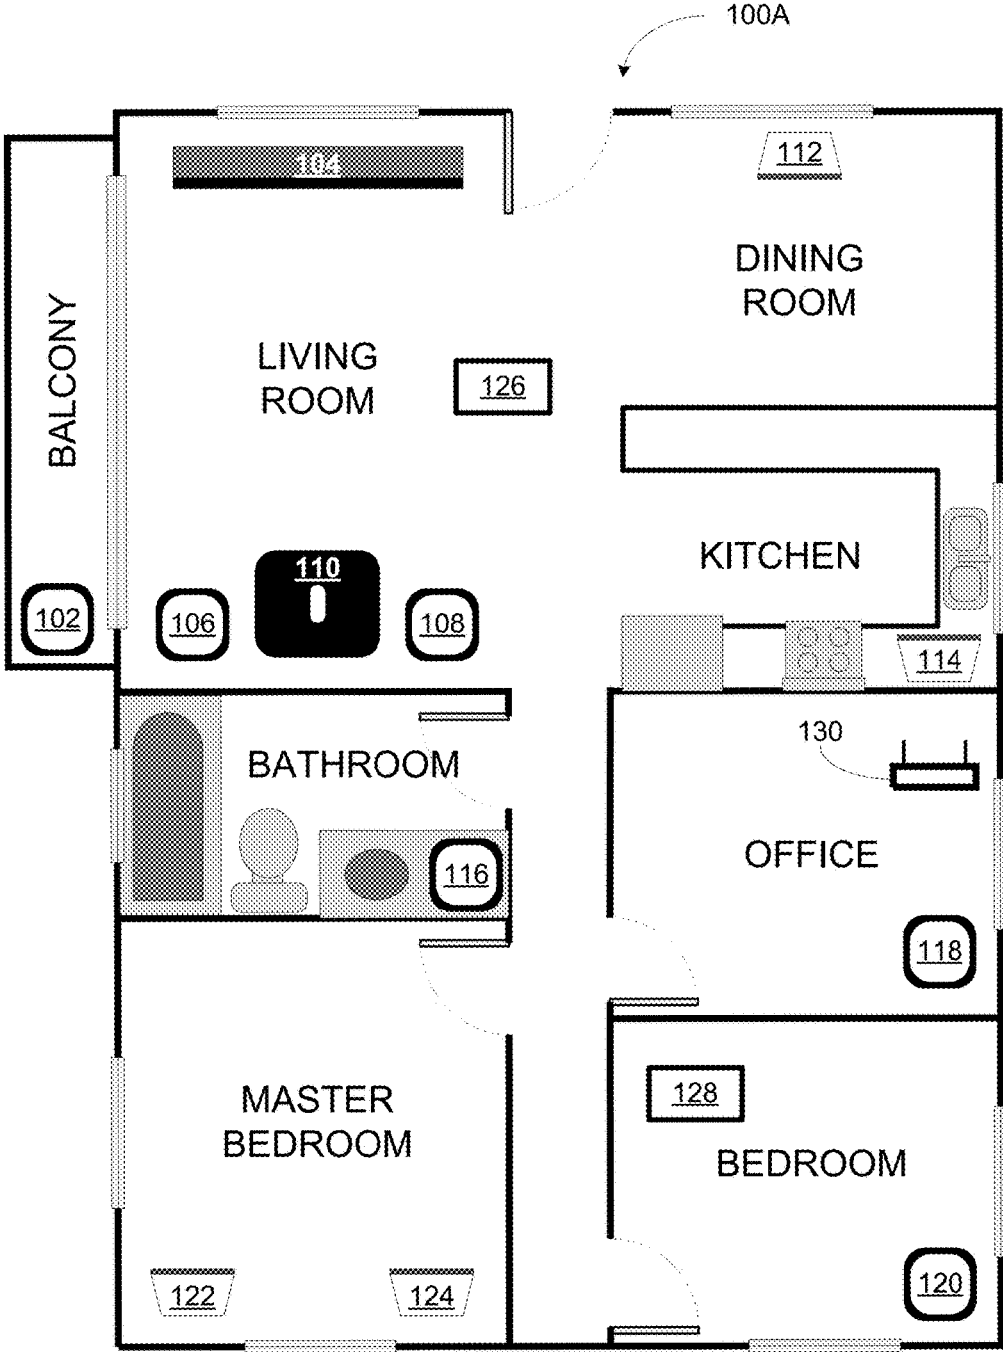 100A
104
112
DINING
ROOM
BALCONY
LIVING
ROOM
126
KITCHEN
110
102
106
108
114
130
BATHROOM
OFFICE
116
118
128
MASTER
BEDROOM
BEDROOM
122
124
120